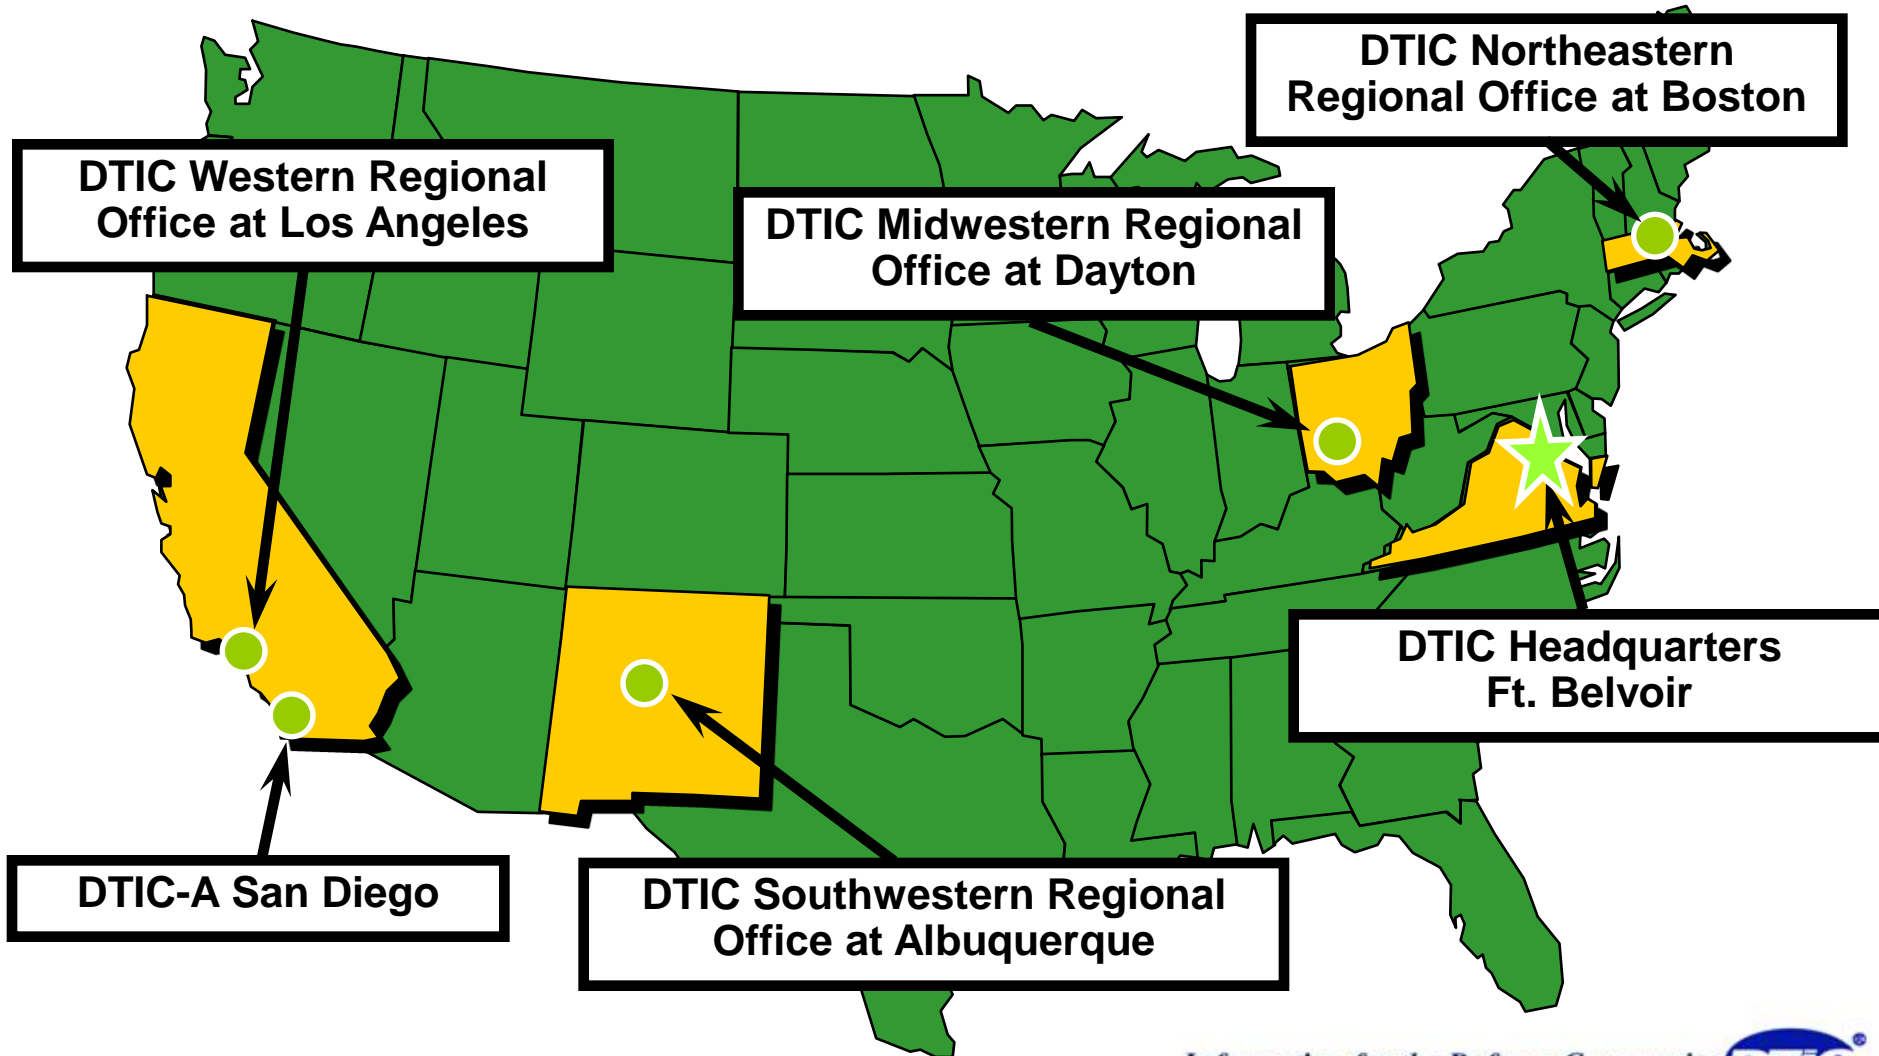 DTIC Northeastern
Regional Office at Boston
DTIC Western Regional
Office at Los Angeles
DTIC Midwestern Regional
Office at Dayton
DTIC Headquarters
Ft. Belvoir
DTIC-A San Diego
DTIC Southwestern Regional
Office at Albuquerque